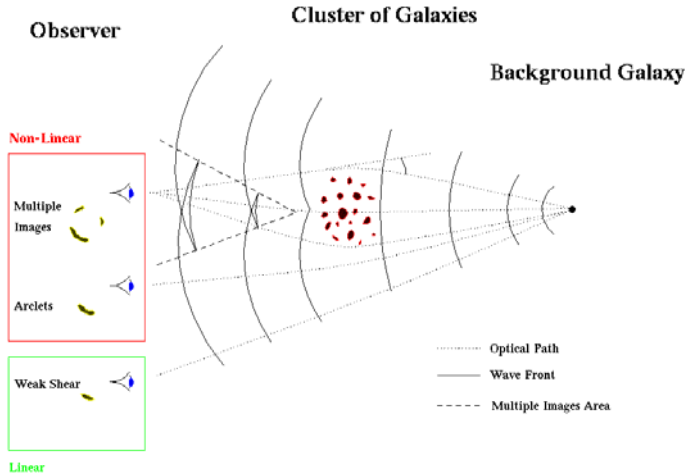 Observer
Cluster of Galaxies
Background Galaxy
Non-Linear
Multiple
Images
Arclets
Weak Shear
Linear
Optical Path
Wave Front
Multiple Images Area